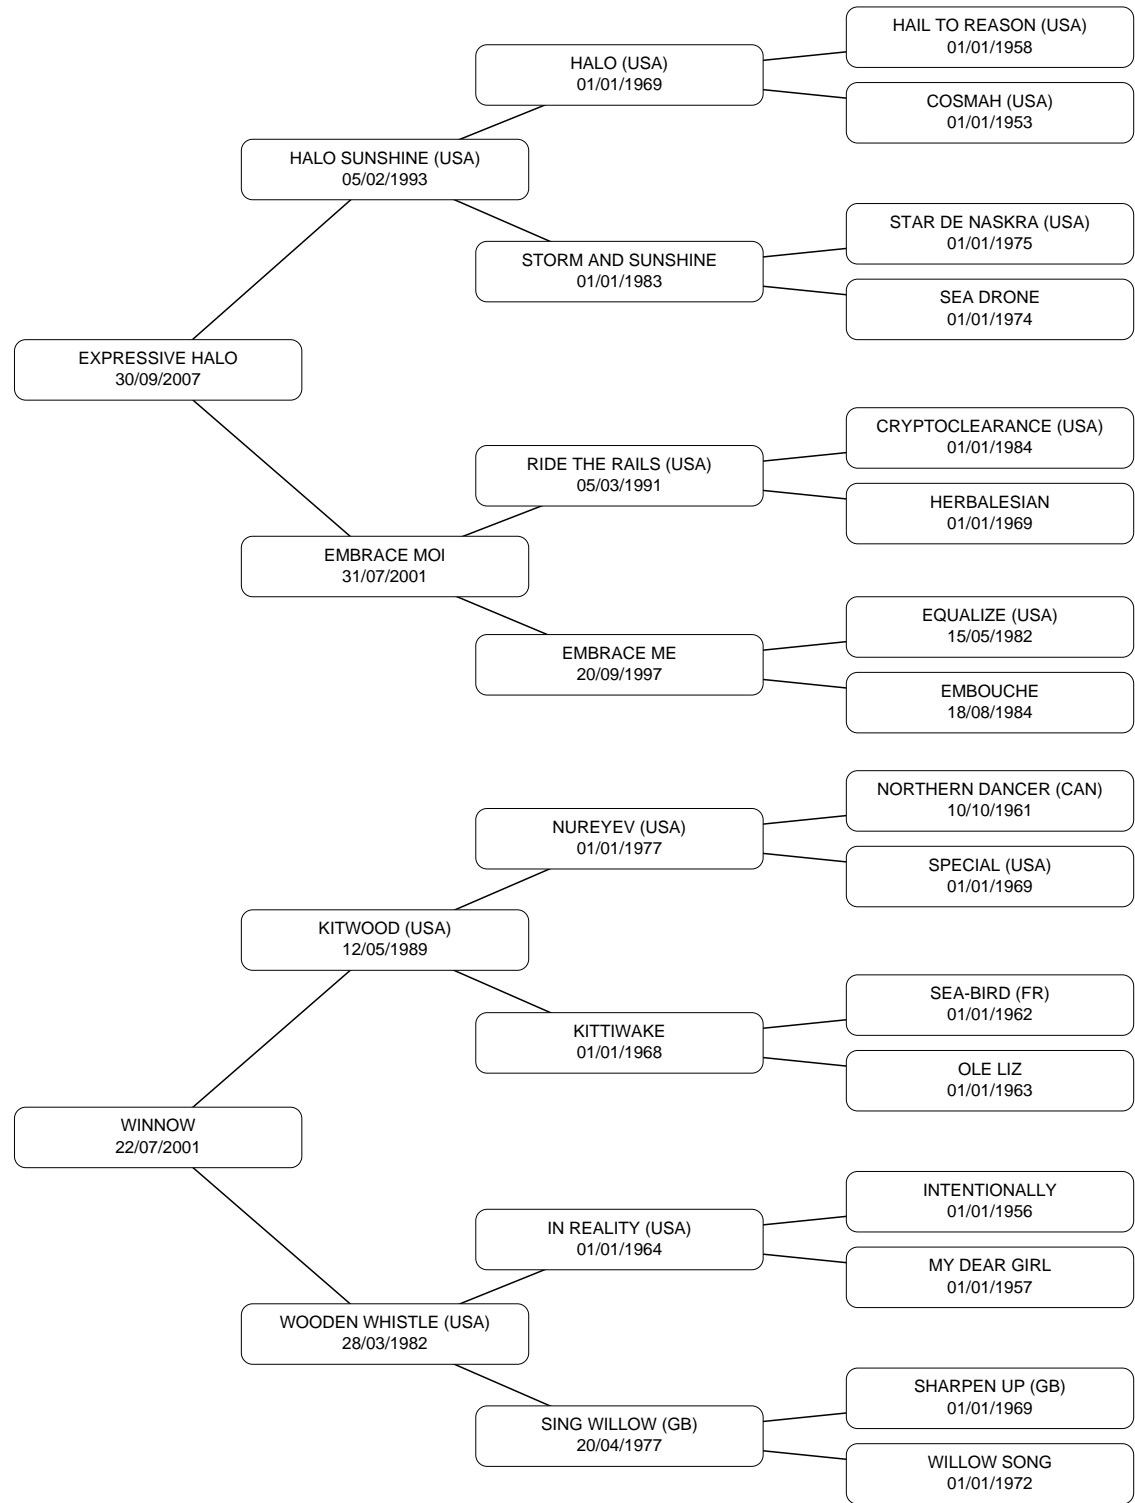 HAIL TO REASON (USA)
01/01/1958
HALO (USA)
01/01/1969
COSMAH (USA)
01/01/1953
HALO SUNSHINE (USA)
05/02/1993
STAR DE NASKRA (USA)
01/01/1975
STORM AND SUNSHINE
01/01/1983
SEA DRONE
01/01/1974
EXPRESSIVE HALO
30/09/2007
CRYPTOCLEARANCE (USA)
01/01/1984
RIDE THE RAILS (USA)
05/03/1991
HERBALESIAN
01/01/1969
EMBRACE MOI
31/07/2001
EQUALIZE (USA)
15/05/1982
EMBRACE ME
20/09/1997
EMBOUCHE
18/08/1984
NORTHERN DANCER (CAN)
10/10/1961
NUREYEV (USA)
01/01/1977
SPECIAL (USA)
01/01/1969
KITWOOD (USA)
12/05/1989
SEA-BIRD (FR)
01/01/1962
KITTIWAKE
01/01/1968
OLE LIZ
01/01/1963
WINNOW
22/07/2001
INTENTIONALLY
01/01/1956
IN REALITY (USA)
01/01/1964
MY DEAR GIRL
01/01/1957
WOODEN WHISTLE (USA)
28/03/1982
SHARPEN UP (GB)
01/01/1969
SING WILLOW (GB)
20/04/1977
WILLOW SONG
01/01/1972